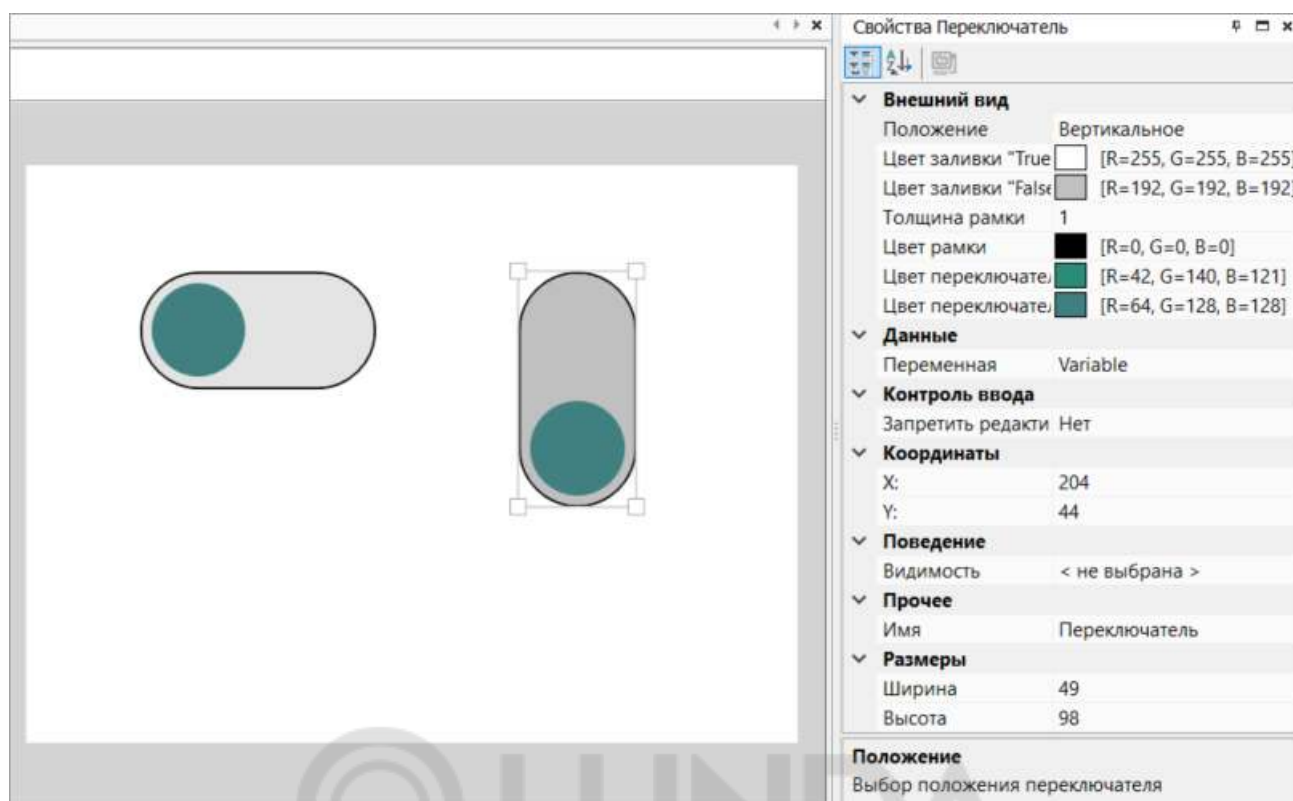 Свойства Переключатель
Внешний вид
Положение Вертикальное
Цвет заливки "True [R=255, G=255, B=255]
Цвет заливки "False [R=192, G=192, B=192]
Толщина рамки 1
Цвет рамки [R=0, G=0, B=0]
Цвет переключате [R=42, G=140, B=121]
Цвет переключате [R=64, G=128, B=128]
Данные
Переменная Variable
Контроль ввода
Запретить редакти Нет
Координаты
X: 204
Y: 44
Поведение
Видимость < не выбрана >
Прочее
Имя Переключатель
Размеры
Ширина 49
Высота 98
Положение
Выбор положения переключателя